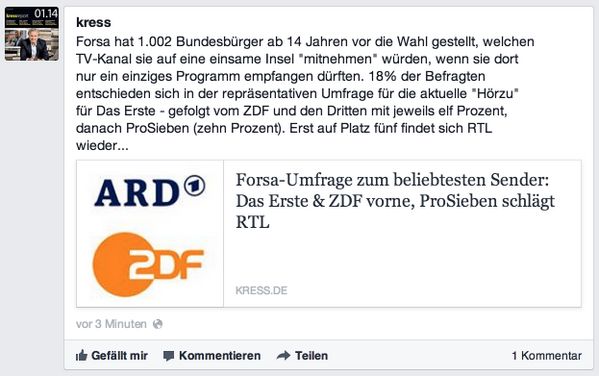 kressreport 01.14
kress
Forsa hat 1.002 Bundesbürger ab 14 Jahren vor die Wahl gestellt, welchen
TV-Kanal sie auf eine einsame Insel "mitnehmen" würden, wenn sie dort
nur ein einziges Programm empfangen dürften. 18% der Befragten
entschieden sich in der repräsentativen Umfrage für die aktuelle "Hörzu"
für Das Erste - gefolgt vom ZDF und den Dritten mit jeweils elf Prozent,
danach ProSieben (zehn Prozent). Erst auf Platz fünf findet sich RTL
wieder...
ARD 1
ZDF
Forsa-Umfrage zum beliebtesten Sender:
Das Erste & ZDF vorne, ProSieben schlägt
RTL
KRESS.DE
vor 3 Minuten
Gefällt mir Kommentieren Teilen 1 Kommentar